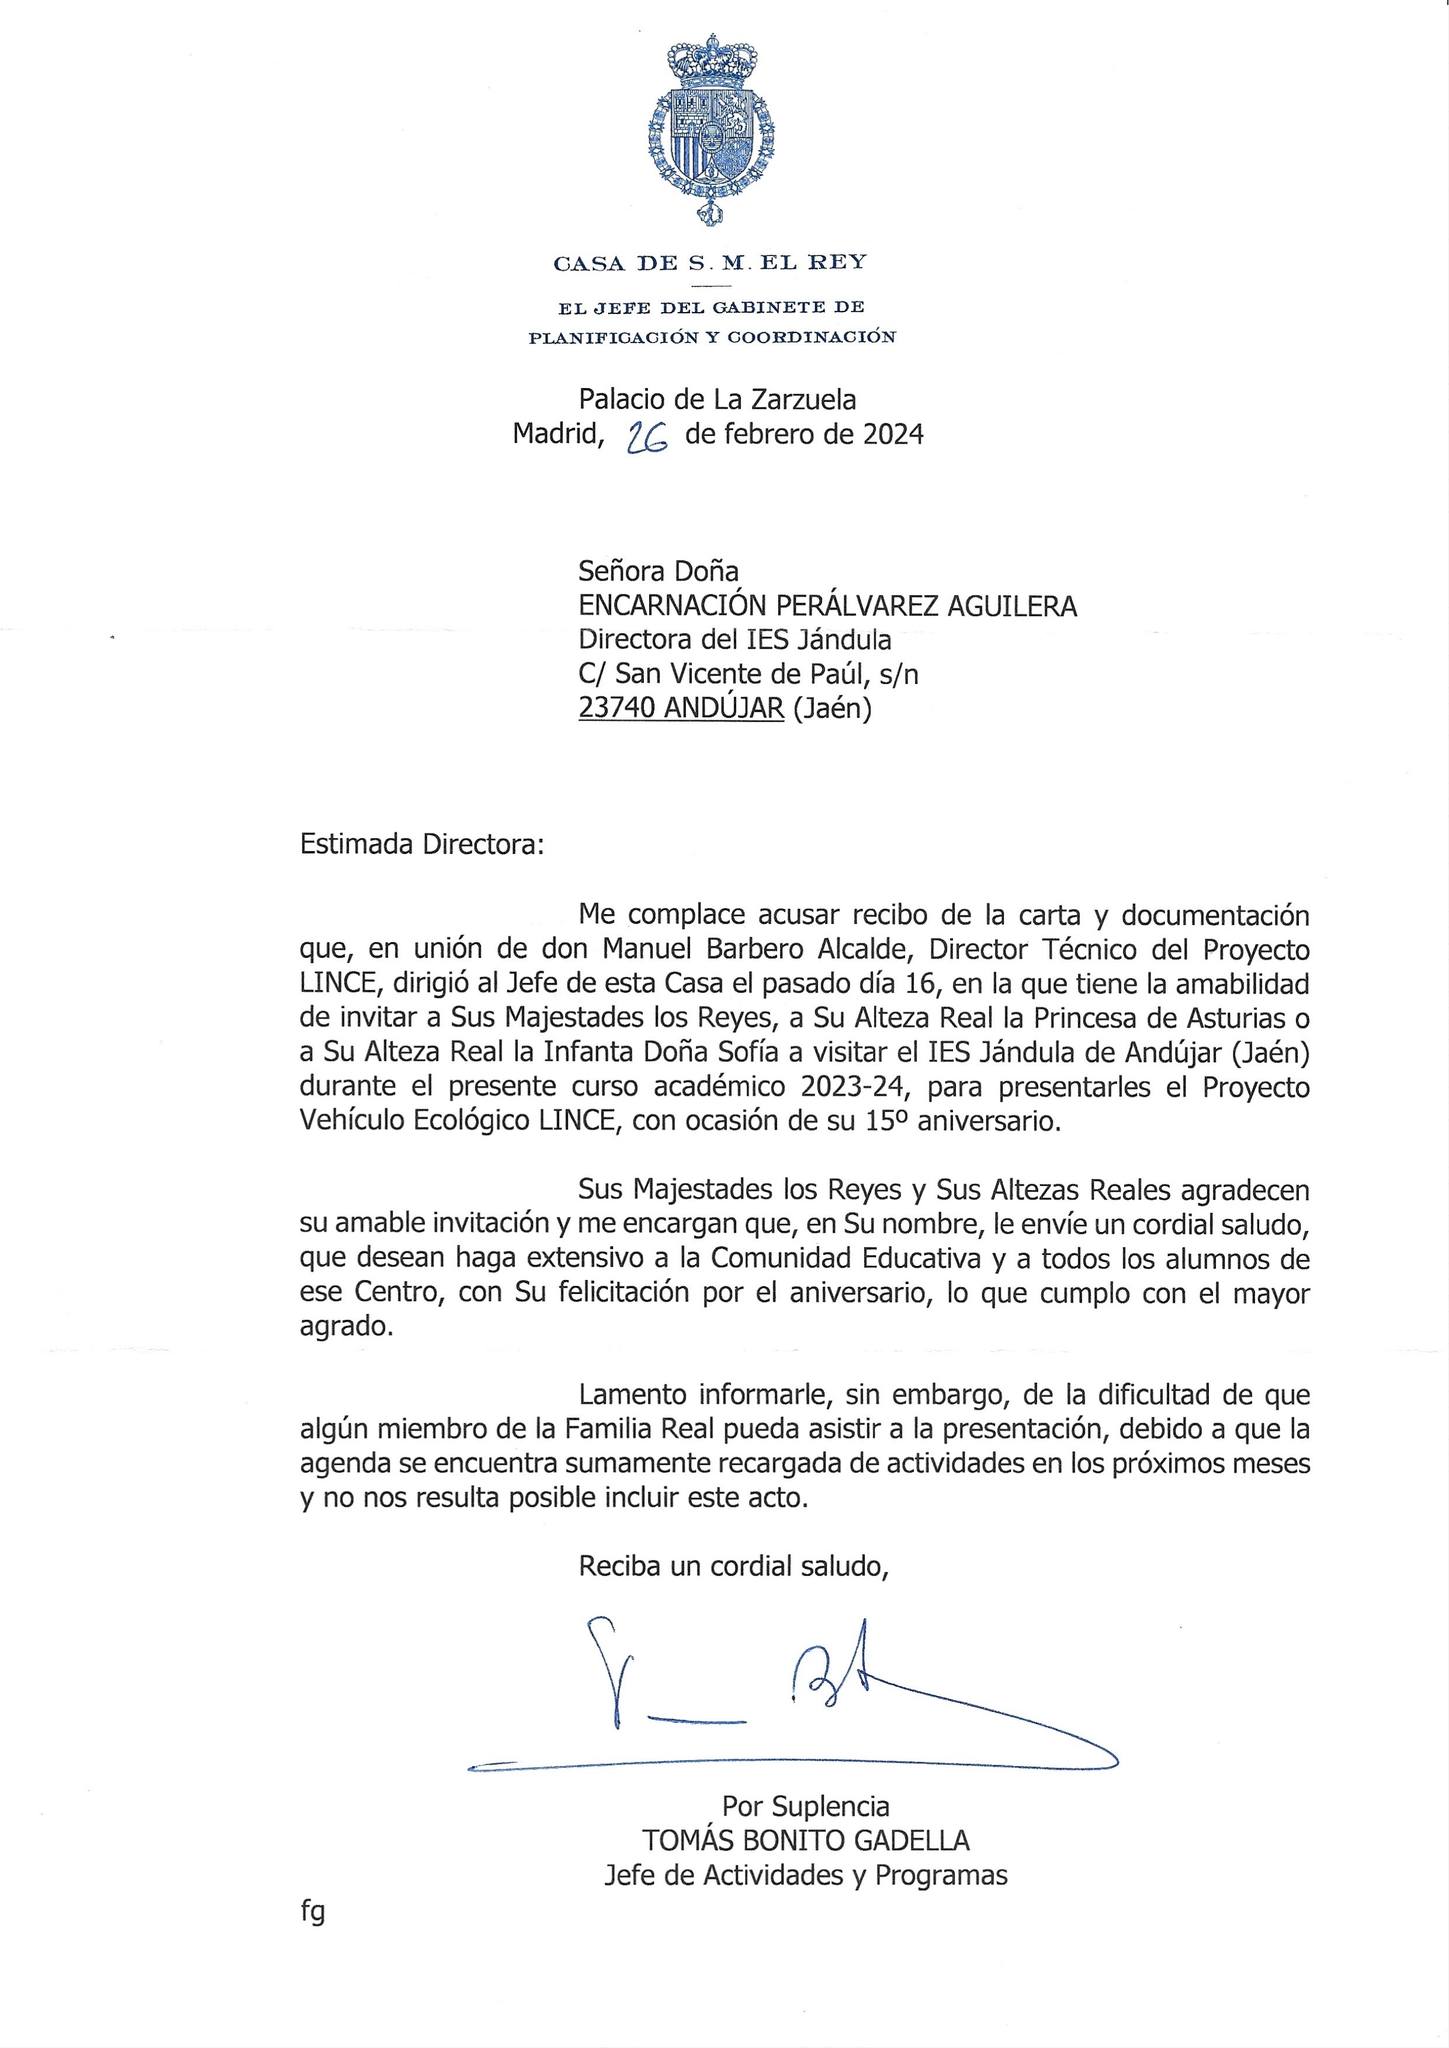 CASA DE S. M. EL REY
EL JEFE DEL GABINETE DE
PLANIFICACIÓN Y COORDINACIÓN
Palacio de La Zarzuela
Madrid, 26 de febrero de 2024
Señora Doña
ENCARNACIÓN PERÁLVAREZ AGUILERA
Directora del IES Jándula
C/ San Vicente de Paúl, s/n
23740 ANDÚJAR (Jaén)
Estimada Directora:
Me complace acusar recibo de la carta y documentación
que, en unión de don Manuel Barbero Alcalde, Director Técnico del Proyecto
LINCE, dirigió al Jefe de esta Casa el pasado día 16, en la que tiene la amabilidad
de invitar a Sus Majestades los Reyes, a Su Alteza Real la Princesa de Asturias o
a Su Alteza Real la Infanta Doña Sofía a visitar el IES Jándula de Andújar (Jaén)
durante el presente curso académico 2023-24, para presentarles el Proyecto
Vehículo Ecológico LINCE, con ocasión de su 15º aniversario.
Sus Majestades los Reyes y Sus Altezas Reales agradecen
su amable invitación y me encargan que, en Su nombre, le envíe un cordial saludo,
que desean haga extensivo a la Comunidad Educativa y a todos los alumnos de
ese Centro, con Su felicitación por el aniversario, lo que cumplo con el mayor
agrado.
Lamento informarle, sin embargo, de la dificultad de que
algún miembro de la Familia Real pueda asistir a la presentación, debido a que la
agenda se encuentra sumamente recargada de actividades en los próximos meses
y no nos resulta posible incluir este acto.
Reciba un cordial saludo,
Por Suplencia
TOMÁS BONITO GADELLA
Jefe de Actividades y Programas
fg